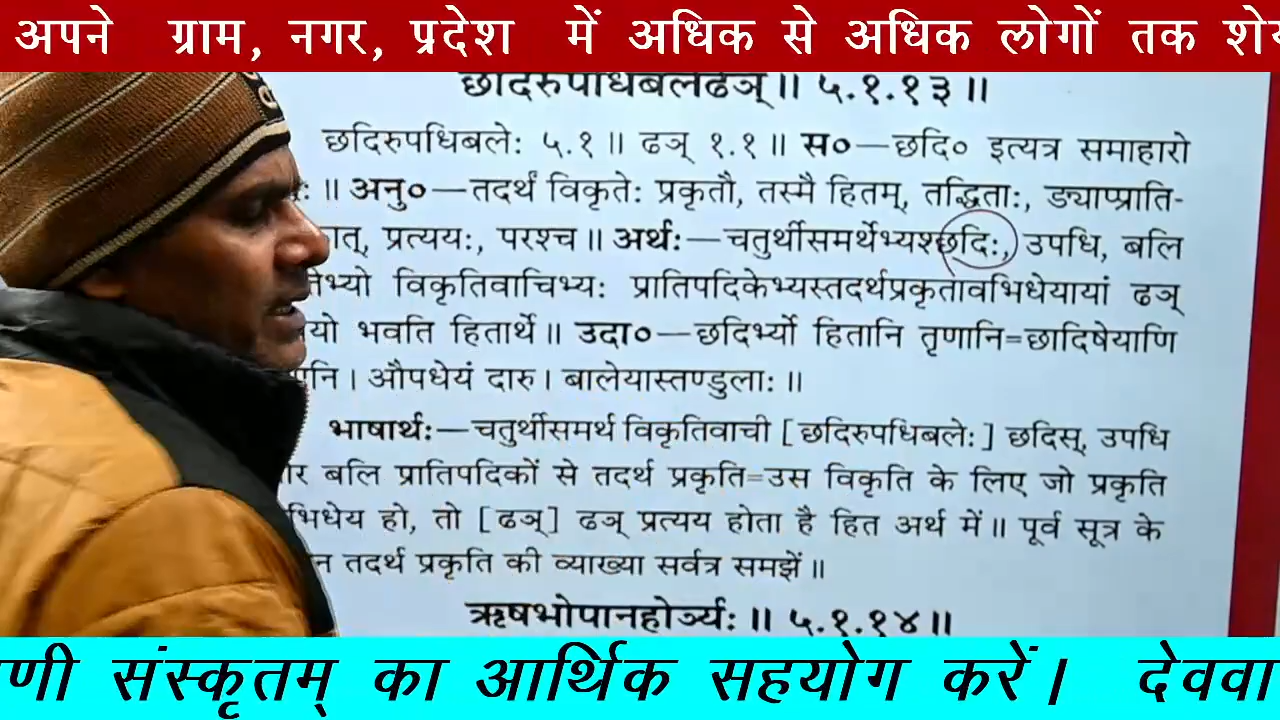 अपने ग्राम, नगर, प्रदेश में अधिक से अधिक लोगों तक
छदिरुपधिबलेढञ् ॥ ५.१.१३ ॥
छदिरुपधिबलेः ५.१ ॥ ढञ् १.१ ॥ स०—छदि० इत्यत्र समाहारो
॥ अनु०—तदर्थं विकृतेः प्रकृतौ, तस्मै हितम्, तद्धिताः, ङ्याप्प्राति-
प्रत्ययः, परश्च ॥ अर्थः—चतुर्थीसमर्थेभ्यश्छदिः, उपधि, बलि
विकृतिवाचिभ्यः प्रातिपदिकेभ्यस्तदर्थप्रकृतावभिधेयायां ढञ्
भवति हितार्थे ॥ उदा०—छदिर्भ्यो हितानि तृणानि=छादिषेयाणि
। औपधेयं दारु । बालेयास्तण्डुलाः ॥
भाषार्थः—चतुर्थीसमर्थ विकृतिवाची [छदिरुपधिबलेः] छदिस्, उपधि
बलि प्रातिपदिकों से तदर्थ प्रकृति=उस विकृति के लिए जो प्रकृति
हो, तो [ढञ्] ढञ् प्रत्यय होता है हित अर्थ में ॥ पूर्व सूत्र के
तदर्थ प्रकृति की व्याख्या सर्वत्र समझें ॥
ऋषभोपानहोर्ञ्यः ॥ ५.१.१४ ॥
संस्कृतम् का आर्थिक सहयोग करें।